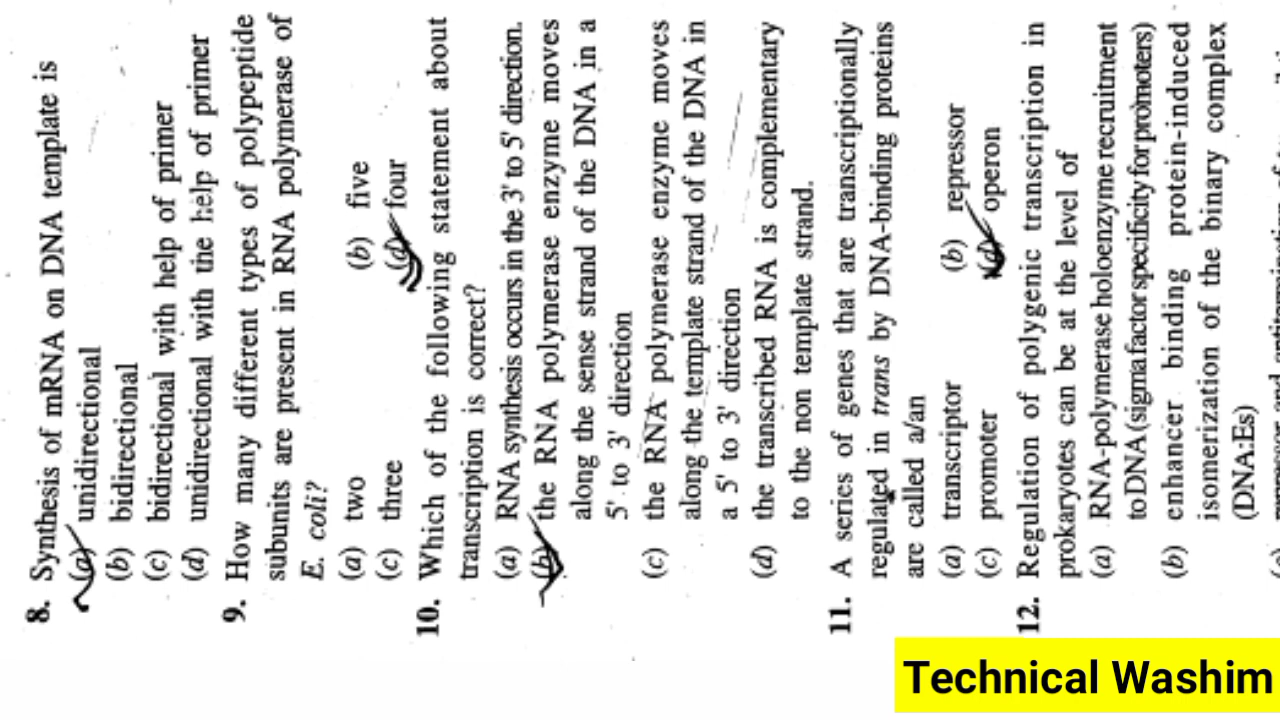 8. Synthesis of mRNA on DNA template is
(a) unidirectional
(b) bidirectional
(c) bidirectional with help of primer
(d) unidirectional with the help of primer
9. How many different types of polypeptide
subunits are present in RNA polymerase of
E. coli?
(a) two (b) five
(c) three (d) four
10. Which of the following statement about
transcription is correct?
(a) RNA synthesis occurs in the 3' to 5' direction.
(b) the RNA polymerase enzyme moves
along the sense strand of the DNA in a
5' to 3' direction
(c) the RNA polymerase enzyme moves
along the template strand of the DNA in
a 5' to 3' direction
(d) the transcribed RNA is complementary
to the non template strand.
11. A series of genes that are transcriptionally
regulated in trans by DNA-binding proteins
are called a/an
(a) transcriptor (b) repressor
(c) promoter (d) operon
12. Regulation of polygenic transcription in
prokaryotes can be at the level of
(a) RNA-polymerase holoenzyme recruitment
to DNA (sigma factor specificity for promoters)
(b) enhancer binding protein-induced
isomerization of the binary complex
(DNA:Es)
Technical Washim